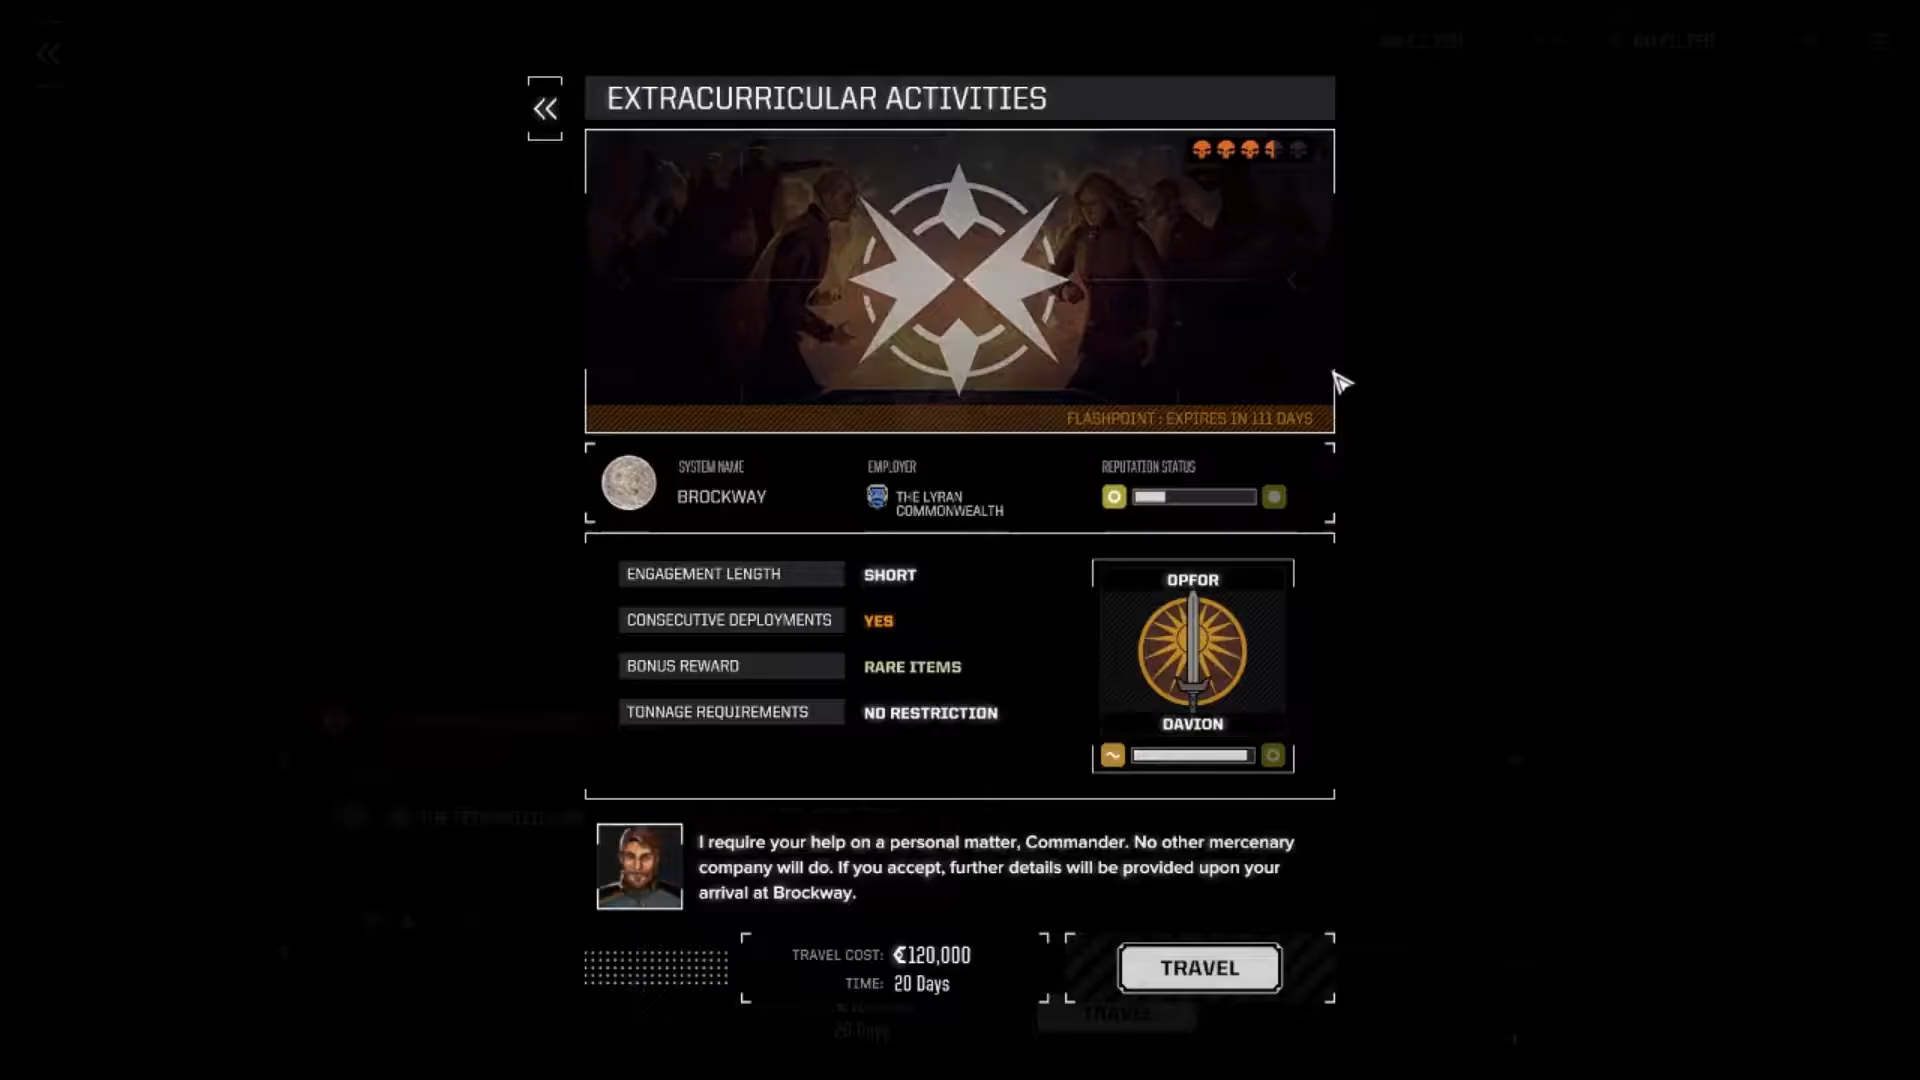 EXTRACURRICULAR ACTIVITIES
FLASHPOINT : EXPIRES IN 111 DAYS
SYSTEM NAME
BROCKWAY
EMPLOYER
THE LYRAN
COMMONWEALTH
REPUTATION STATUS
ENGAGEMENT LENGTH
SHORT
CONSECUTIVE DEPLOYMENTS
YES
BONUS REWARD
RARE ITEMS
TONNAGE REQUIREMENTS
NO RESTRICTION
OPFOR
DAVION
I require your help on a personal matter, Commander. No other mercenary
company will do. If you accept, further details will be provided upon your
arrival at Brockway.
TRAVEL COST: 120,000
TIME: 20 Days
TRAVEL
TRAVEL
20 Days